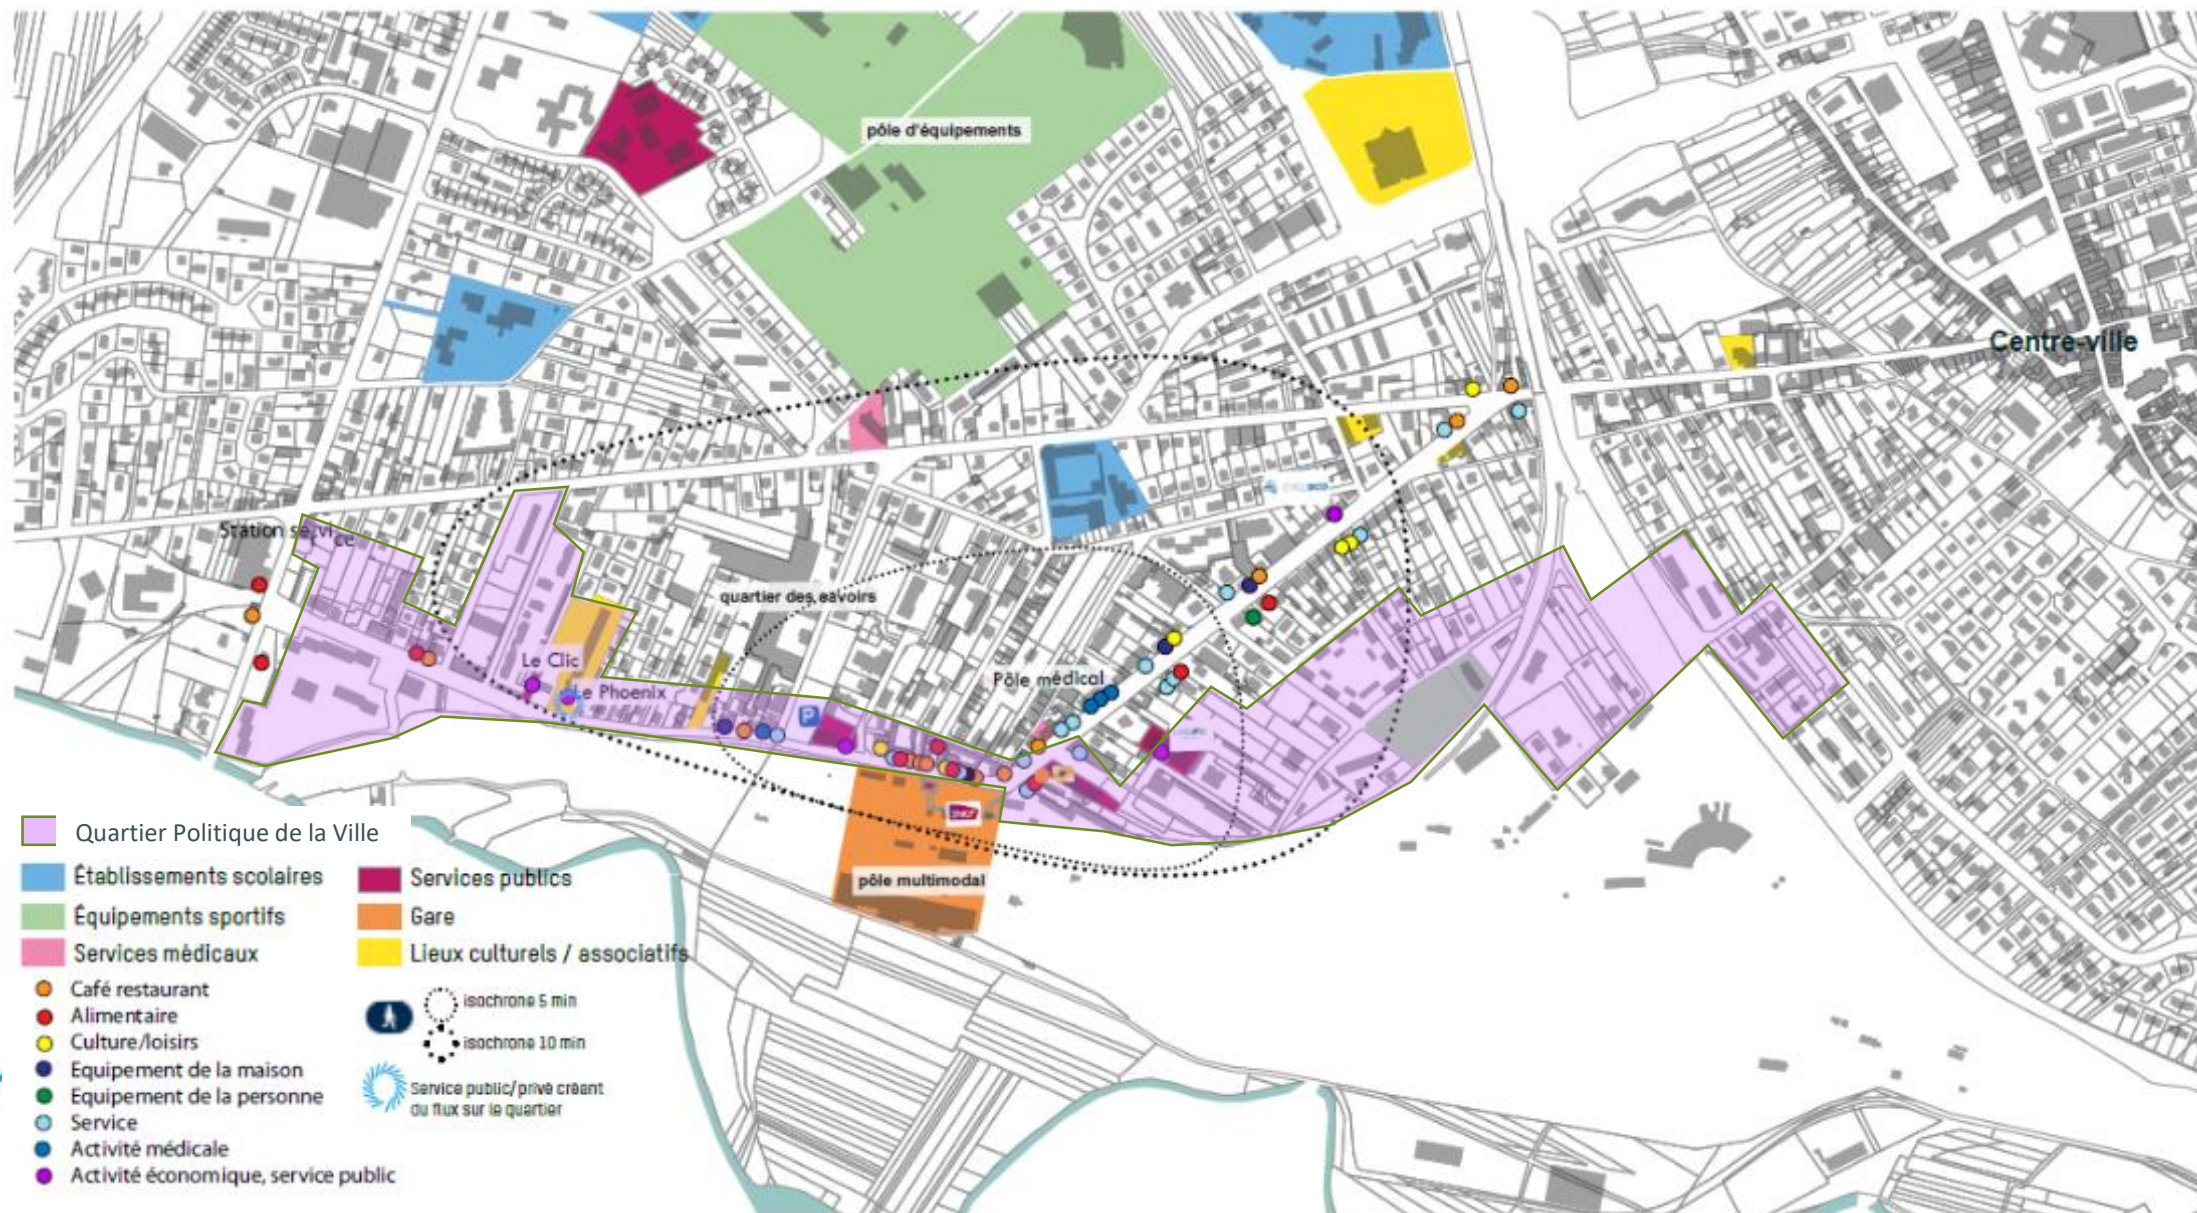 pôle d'équipements
Centre-ville
Station service
quartier des savoirs
Le Clic
Le Phoenix
Pôle médical
P
pôle multimodal
Quartier Politique de la Ville
Établissements scolaires
Services publics
Équipements sportifs
Gare
Services médicaux
Lieux culturels / associatifs
Café restaurant
Alimentaire
Culture/loisirs
Equipement de la maison
Equipement de la personne
Service
Activité médicale
Activité économique, service public
isochrone 5 min
isochrone 10 min
Service public/privé créant
du flux sur le quartier